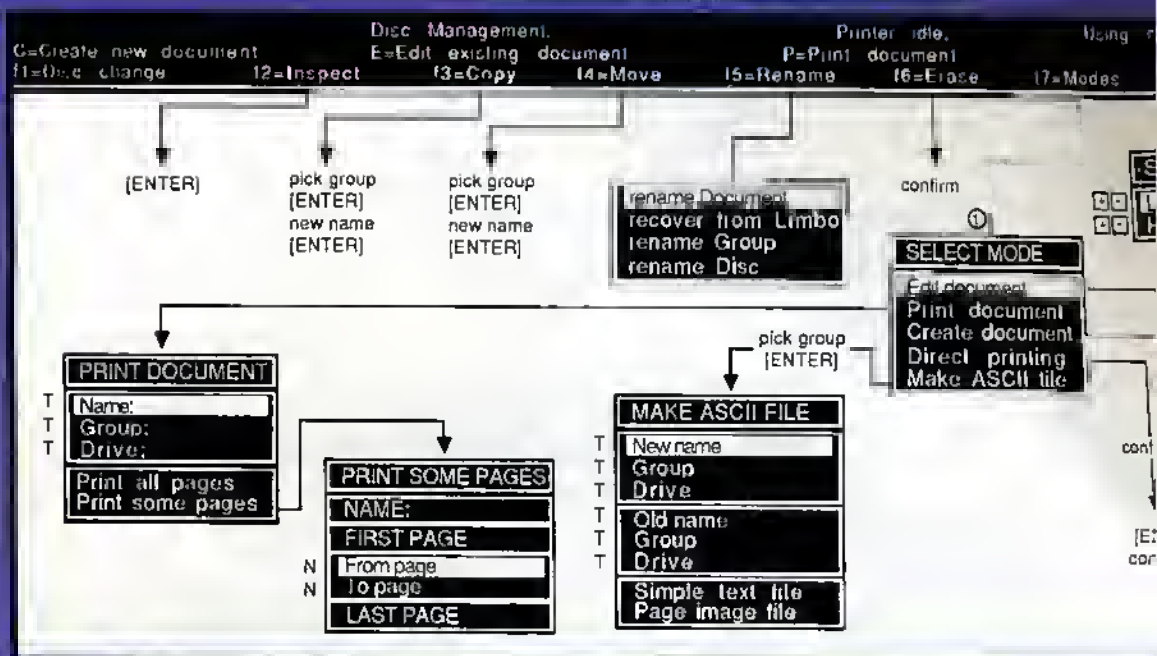 Disc Management. Printer idle. Using
C=Create new document E=Edit existing document P=Print document
f1=Disc change f2=Inspect f3=Copy f4=Move f5=Rename f6=Erase f7=Modes
[ENTER]
pick group
[ENTER]
new name
[ENTER]
pick group
[ENTER]
new name
[ENTER]
rename Document
recover from Limbo
rename Group
rename Disc
confirm
1
SELECT MODE
Edit document
Print document
Create document
Direct printing
Make ASCII file
+ -
+ -
pick group
[ENTER]
PRINT DOCUMENT
T Name:
T Group:
T Drive:
Print all pages
Print some pages
PRINT SOME PAGES
NAME:
FIRST PAGE
N From page
N To page
LAST PAGE
MAKE ASCII FILE
T New name
T Group
T Drive
T Old name
T Group
T Drive
Simple text file
Page image file